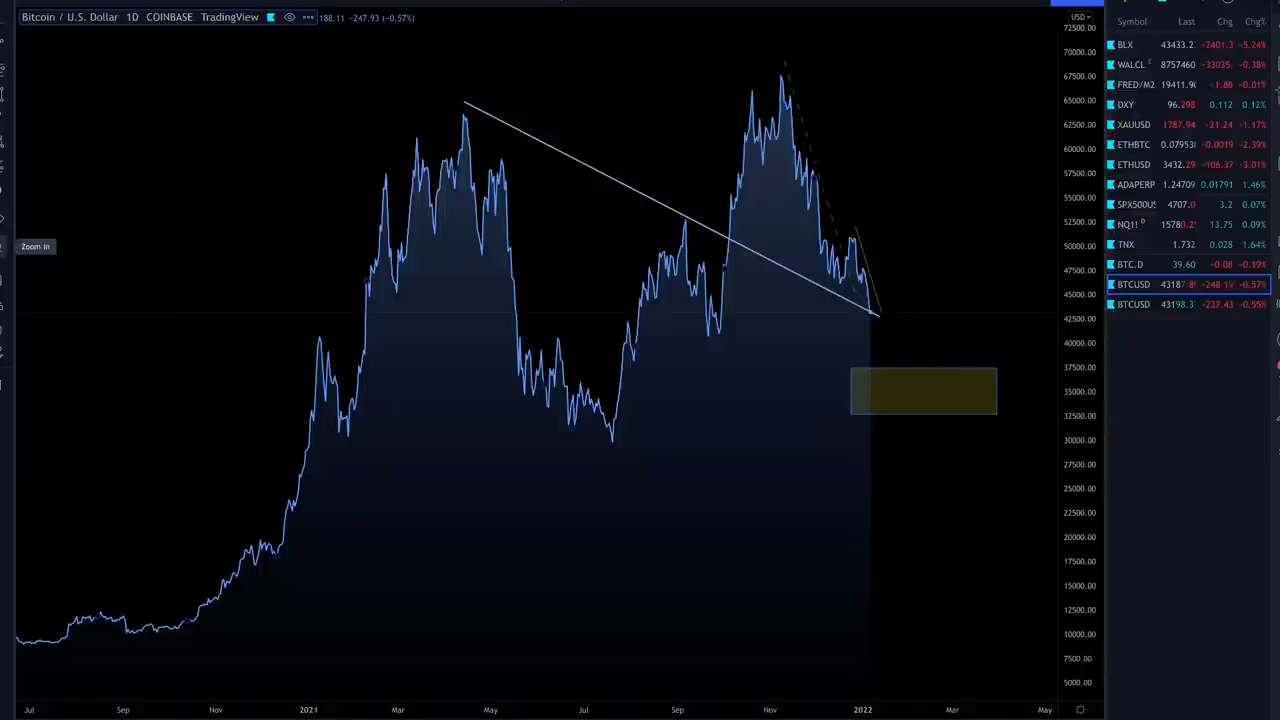 Bitcoin / U.S. Dollar 1D COINBASE TradingView 188.11 -247.93 (-0.57%)
USD
72500.00
70000.00
67500.00
65000.00
62500.00
60000.00
57500.00
55000.00
52500.00
50000.00
47500.00
45000.00
42500.00
40000.00
37500.00
35000.00
32500.00
30000.00
27500.00
25000.00
22500.00
20000.00
17500.00
15000.00
12500.00
10000.00
7500.00
5000.00
Zoom In
Jul Sep Nov 2021 Mar May Jul Sep Nov 2022 Mar May
Symbol Last Chg Chg%
BLX 43433.2 -2401.3 -5.24%
WALCL 8757460 -33035. -0.38%
FRED/M2 19411.90 -1.80 -0.01%
DXY 96.298 0.112 0.12%
XAUUSD 1787.94 -21.24 -1.17%
ETHBTC 0.079538 -0.0019 -2.39%
ETHUSD 3432.29 -106.37 -3.01%
ADAPERP 1.24709 0.01791 1.46%
SPX500US 4707.0 3.2 0.07%
NQ1! D 15780.2 13.75 0.09%
TNX 1.732 0.028 1.64%
BTC.D 39.60 -0.08 -0.19%
BTCUSD 43187.8 -248.1 -0.57%
BTCUSD 43198.3 -237.43 -0.55%